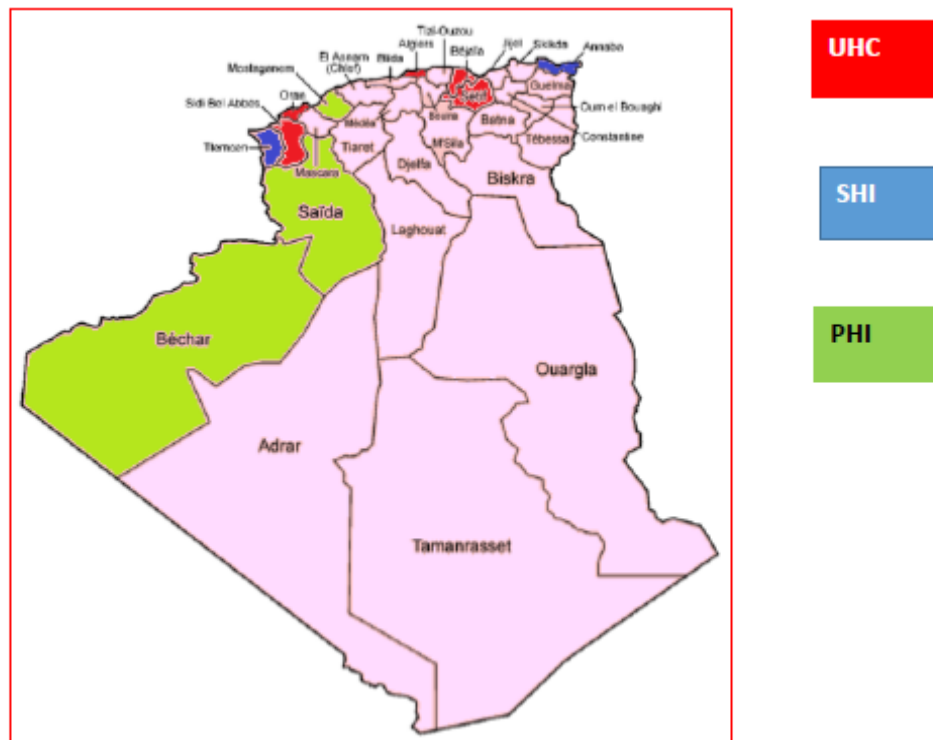 Tizi-Ouzou
Algiers
Béjaïa
Jijel
Skikda
Annaba
El Asnam
(Chlef)
Blida
Mostaganem
Oran
Sidi Bel Abbès
Tlemcen
Mascara
Médéa
Bouira
Sétif
Guelma
Oum el Bouaghi
Constantine
Batna
Tébessa
M'Sila
Tiaret
Djelfa
Biskra
Saïda
Laghouat
Béchar
Ouargla
Adrar
Tamanrasset
UHC
SHI
PHI